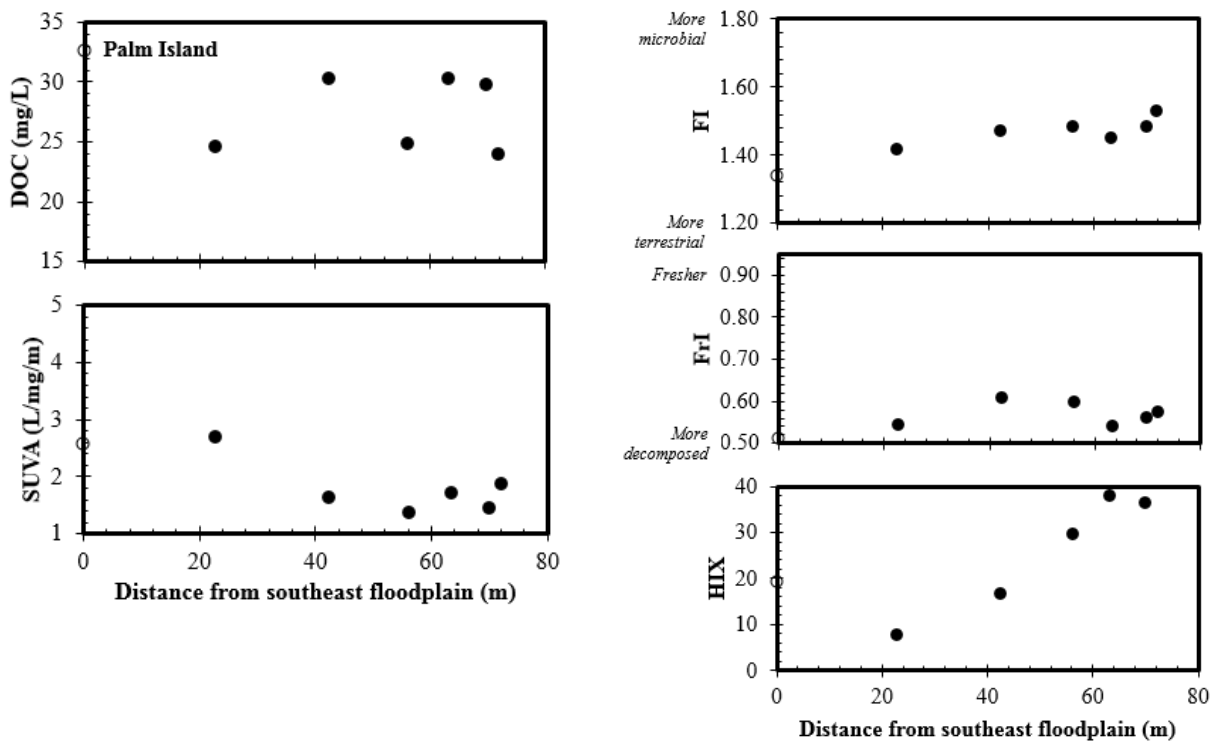 35
30
25
20
15
DOC (mg/L)
Palm Island
5
4
3
2
1
SUVA (L/mg/m)
0 20 40 60 80
Distance from southeast floodplain (m)
More
microbial
1.80
1.60
1.40
1.20
FI
More
terrestrial
Fresher
0.90
0.80
0.70
0.60
0.50
FrI
More
decomposed
40
30
20
10
0
HIX
0 20 40 60 80
Distance from southeast floodplain (m)